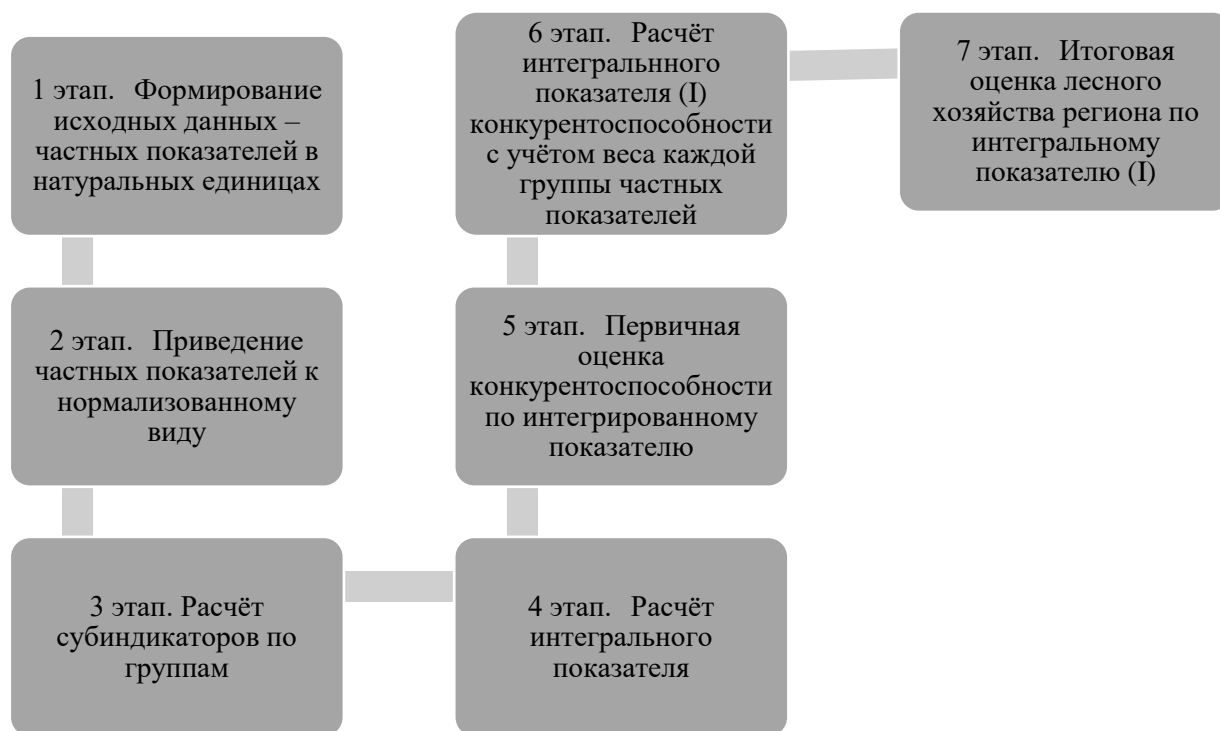 1 этап. Формирование
исходных данных –
частных показателей в
натуральных единицах
2 этап. Приведение
частных показателей к
нормализованному
виду
3 этап. Расчёт
субиндикаторов по
группам
4 этап. Расчёт
интегрального
показателя
5 этап. Первичная
оценка
конкурентоспособности
по интегрированному
показателю
6 этап. Расчёт
интегральнного
показателя (I)
конкурентоспособности
с учётом веса каждой
группы частных
показателей
7 этап. Итоговая
оценка лесного
хозяйства региона по
интегральному
показателю (I)